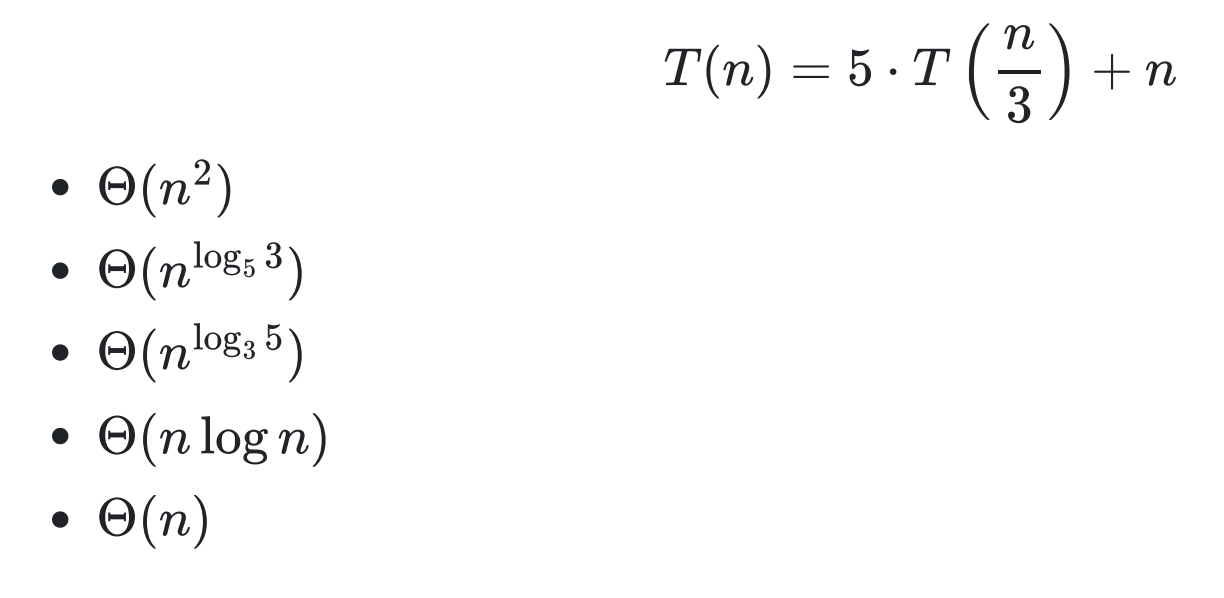 T(n) = 5 · T(n/3) + n
• Θ(n²)
• Θ(n^{log₅ 3})
• Θ(n^{log₃ 5})
• Θ(n log n)
• Θ(n)